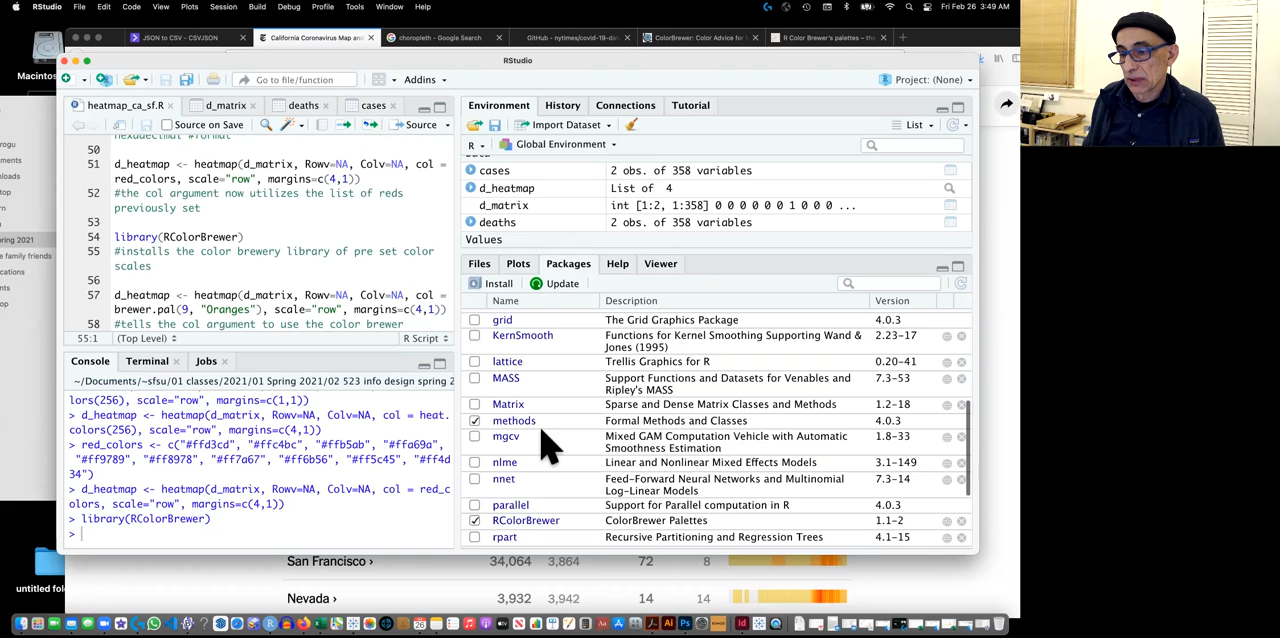 RStudio File Edit Code View Plots Session Build Debug Profile Tools Window Help Fri Feb 26 3:49 AM
Macintos
JSON to CSV – CSVJSON California Coronavirus Map an choropleth - Google Search GitHub - nytimes/covid-19-dat ColorBrewer: Color Advice for R Color Brewer's palettes – the
RStudio
Go to file/function Addins Project: (None)
heatmap_ca_sf.R d_matrix deaths cases
Source on Save Source
hexadecimal #format
50
51 d_heatmap <- heatmap(d_matrix, Rowv=NA, Colv=NA, col =
red_colors, scale="row", margins=c(4,1))
52 #the col argument now utilizes the list of reds
previously set
53
54 library(RColorBrewer)
55 #installs the color brewery library of pre set color
scales
56
57 d_heatmap <- heatmap(d_matrix, Rowv=NA, Colv=NA, col =
brewer.pal(9, "Oranges"), scale="row", margins=c(4,1))
58 #tells the col argument to use the color brewer
55:1 (Top Level) R Script
Console Terminal Jobs
~/Documents/~sfsu/01 classes/2021/01 Spring 2021/02 523 info design spring 2
lors(256), scale="row", margins=c(1,1))
> d_heatmap <- heatmap(d_matrix, Rowv=NA, Colv=NA, col = heat.
colors(256), scale="row", margins=c(4,1))
> red_colors <- c("#ffd3cd", "#ffc4bc", "#ffb5ab", "#ffa69a",
"#ff9789", "#ff8978", "#ff7a67", "#ff6b56", "#ff5c45", "#ff4d
34")
> d_heatmap <- heatmap(d_matrix, Rowv=NA, Colv=NA, col = red_c
olors, scale="row", margins=c(4,1))
> library(RColorBrewer)
>
Environment History Connections Tutorial
Import Dataset List
R Global Environment
Data
cases 2 obs. of 358 variables
d_heatmap List of 4
d_matrix int [1:2, 1:358] 0 0 0 0 0 0 1 0 0 0 ...
deaths 2 obs. of 358 variables
Values
Files Plots Packages Help Viewer
Install Update
Name Description Version
grid The Grid Graphics Package 4.0.3
KernSmooth Functions for Kernel Smoothing Supporting Wand & 2.23-17
Jones (1995)
lattice Trellis Graphics for R 0.20-41
MASS Support Functions and Datasets for Venables and 7.3-53
Ripley's MASS
Matrix Sparse and Dense Matrix Classes and Methods 1.2-18
methods Formal Methods and Classes 4.0.3
mgcv Mixed GAM Computation Vehicle with Automatic 1.8-33
Smoothness Estimation
nlme Linear and Nonlinear Mixed Effects Models 3.1-149
nnet Feed-Forward Neural Networks and Multinomial 7.3-14
Log-Linear Models
parallel Support for Parallel computation in R 4.0.3
RColorBrewer ColorBrewer Palettes 1.1-2
rpart Recursive Partitioning and Regression Trees 4.1-15
rogu
uments
nloads
top
ring 2021
e family friends
cations
untitled fol
San Francisco › 34,064 3,864 72 8
Nevada › 3,932 3,942 14 14